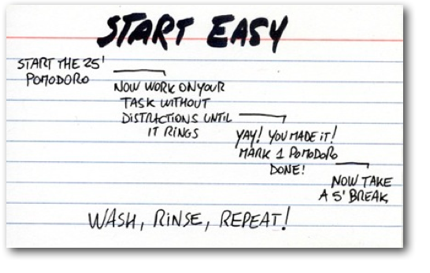 START EASY
START THE 25'
POMODORO
NOW WORK ON YOUR
TASK WITHOUT
DISTRACTIONS UNTIL
IT RINGS
YAY! YOU MADE IT!
MARK 1 POMODORO
DONE!
NOW TAKE
A 5' BREAK
WASH, RINSE, REPEAT!